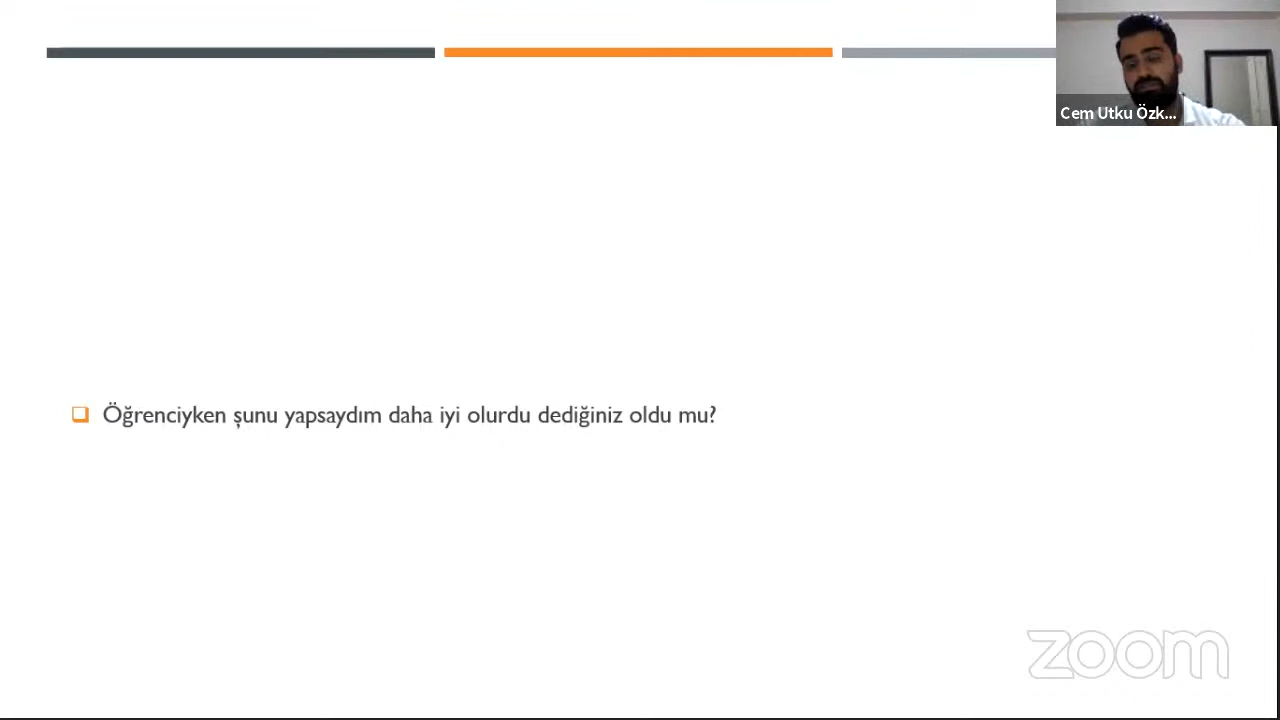 Cem Utku Özk...
Öğrenciyken şunu yapsaydım daha iyi olurdu dediğiniz oldu mu?
zoom